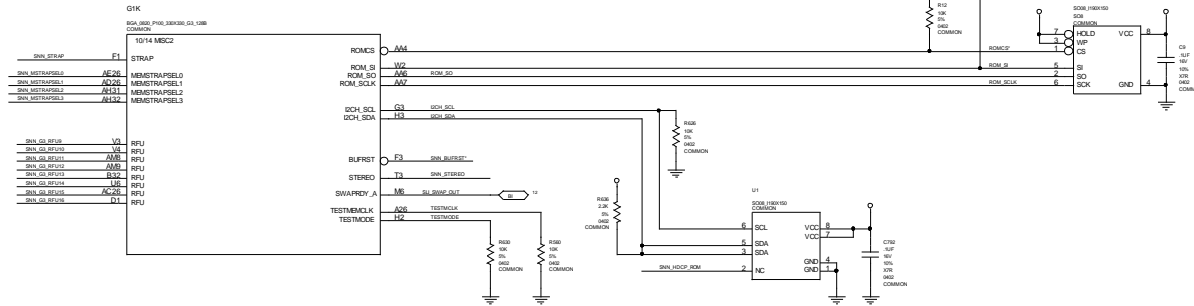 G1K
BGA_0820_P100_330X330_G3_128B
COMMON
10/14 MISC2
SNN_STRAP F1 STRAP
SNN_MSTRAPSEL0 AE26 MEMSTRAPSEL0
SNN_MSTRAPSEL1 AD26 MEMSTRAPSEL1
SNN_MSTRAPSEL2 AH31 MEMSTRAPSEL2
SNN_MSTRAPSEL3 AH32 MEMSTRAPSEL3
SNN_G3_RFU9 V3 RFU
SNN_G3_RFU10 V4 RFU
SNN_G3_RFU11 AM8 RFU
SNN_G3_RFU12 AM9 RFU
SNN_G3_RFU13 B32 RFU
SNN_G3_RFU14 U6 RFU
SNN_G3_RFU15 AC26 RFU
SNN_G3_RFU16 D1 RFU
ROMCS AA4 ROMCS*
ROM_SI W2 ROM_SI
ROM_SO AA6 ROM_SO
ROM_SCLK AA7 ROM_SCLK
I2CH_SCL G3 I2CH_SCL
I2CH_SDA H3 I2CH_SDA
BUFRST F3 SNN_BUFRST*
STEREO T3 SNN_STEREO
SWAPRDY_A M6 SLI_SWAP_OUT BI 12
TESTMEMCLK A26 TESTMCLK
TESTMODE H2 TESTMODE
R630
10K
5%
0402
COMMON
R560
10K
5%
0402
COMMON
R636
2.2K
5%
0402
COMMON
R626
10K
5%
0402
COMMON
U1
SO08_H90X150
COMMON
6 SCL
5 SDA
3 SDA
SNN_HDCP_ROM 2 NC
VCC 8
VCC 7
GND 4
GND 1
C792
.1UF
16V
10%
X7R
0402
COMMON
R12
10K
5%
0402
COMMON
SO08_H90X150
SO8
COMMON
7 HOLD
3 WP
1 CS
5 SI
2 SO
6 SCK
VCC 8
GND 4
C9
.1UF
16V
10%
X7R
0402